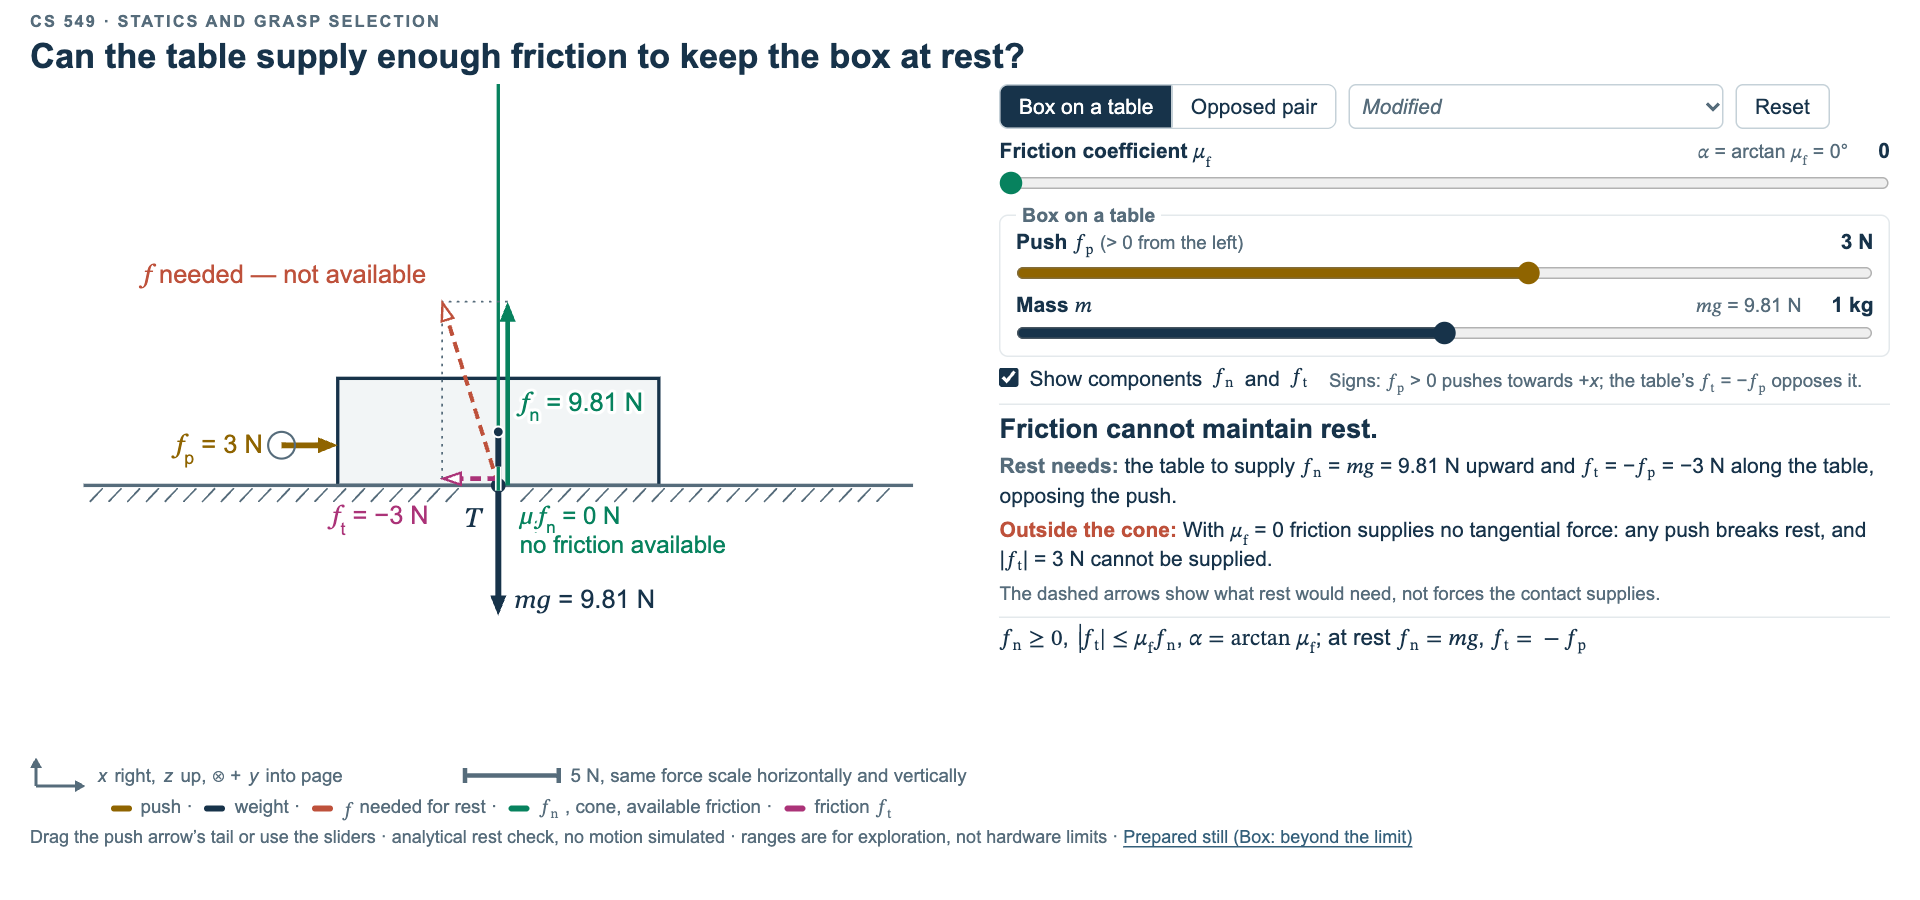 CS 549 · STATICS AND GRASP SELECTION
Can the table supply enough friction to keep the box at rest?
Box on a table
Opposed pair
Modified
Reset
Friction coefficient μf
α = arctan μf = 0°
0
Box on a table
Push fp (> 0 from the left)
3 N
Mass m
mg = 9.81 N
1 kg
Show components fn and ft
Signs: fp > 0 pushes towards +x; the table’s ft = −fp opposes it.
Friction cannot maintain rest.
Rest needs: the table to supply fn = mg = 9.81 N upward and ft = −fp = −3 N along the table,
opposing the push.
Outside the cone: With μf = 0 friction supplies no tangential force: any push breaks rest, and
|ft| = 3 N cannot be supplied.
The dashed arrows show what rest would need, not forces the contact supplies.
fn ≥ 0, |ft| ≤ μffn, α = arctan μf; at rest fn = mg, ft = − fp
f needed — not available
fn = 9.81 N
fp = 3 N
ft = −3 N
T
μffn = 0 N
no friction available
mg = 9.81 N
x right, z up, ⊗ + y into page
5 N, same force scale horizontally and vertically
push · weight · f needed for rest · fn , cone, available friction · friction ft
Drag the push arrow’s tail or use the sliders · analytical rest check, no motion simulated · ranges are for exploration, not hardware limits · Prepared still (Box: beyond the limit)